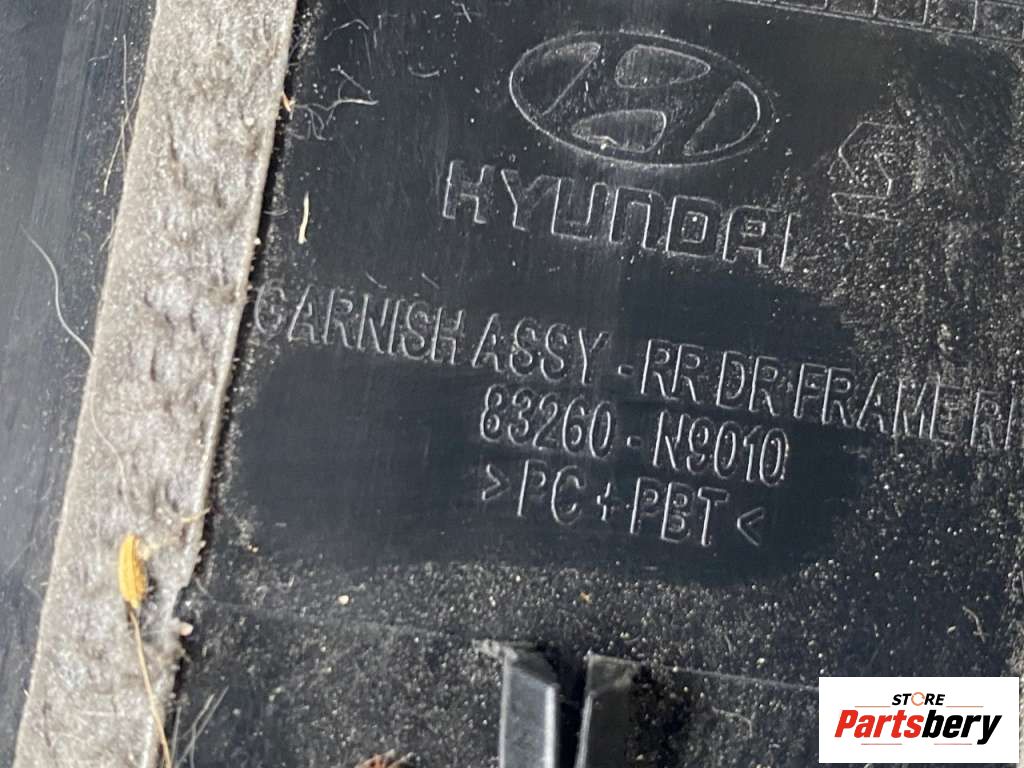 HYUNDAI
GARNISH ASSY - RR DR FRAME
83260 - N9010
>PC + PBT<
STORE
Partsbery